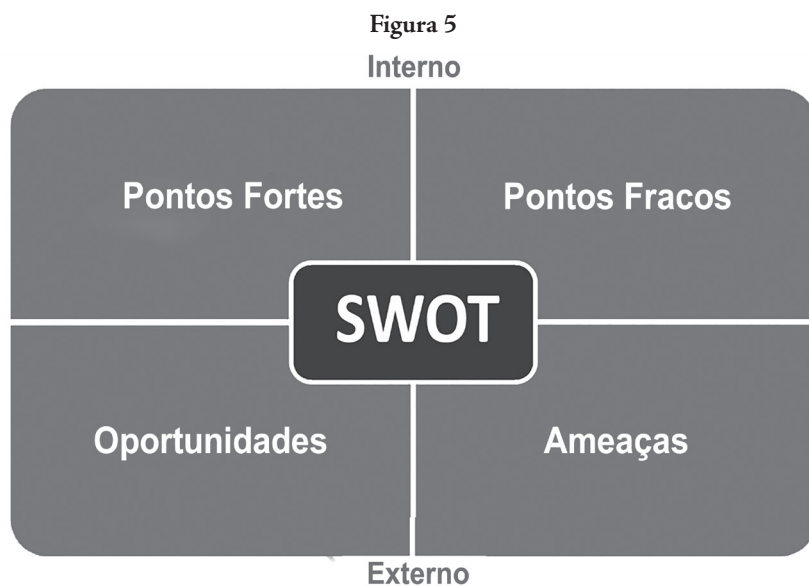 Figura 5
Interno
Pontos Fortes
Pontos Fracos
SWOT
Oportunidades
Ameaças
Externo